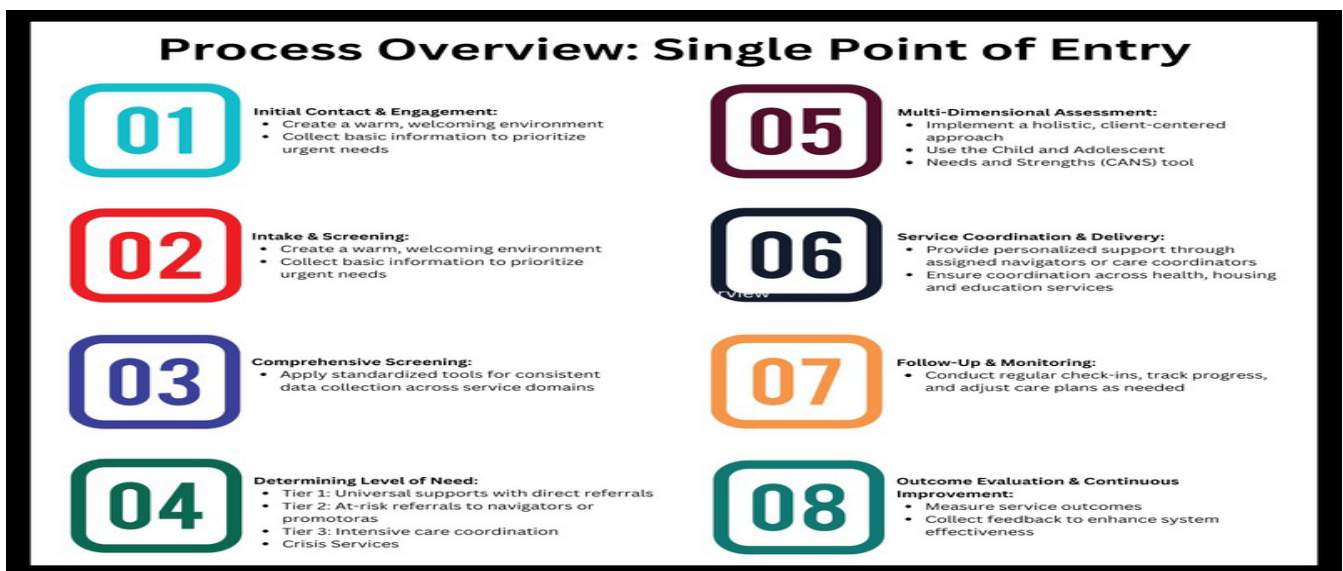 Process Overview: Single Point of Entry
01
Initial Contact & Engagement:
• Create a warm, welcoming environment
• Collect basic information to prioritize
urgent needs
02
Intake & Screening:
• Create a warm, welcoming environment
• Collect basic information to prioritize
urgent needs
03
Comprehensive Screening:
• Apply standardized tools for consistent
data collection across service domains
04
Determining Level of Need:
• Tier 1: Universal supports with direct referrals
• Tier 2: At-risk referrals to navigators or
promotoras
• Tier 3: Intensive care coordination
• Crisis Services
05
Multi-Dimensional Assessment:
• Implement a holistic, client-centered
approach
• Use the Child and Adolescent
• Needs and Strengths (CANS) tool
06
rview
Service Coordination & Delivery:
• Provide personalized support through
assigned navigators or care coordinators
• Ensure coordination across health, housing
and education services
07
Follow-Up & Monitoring:
• Conduct regular check-ins, track progress,
and adjust care plans as needed
08
Outcome Evaluation & Continuous
Improvement:
• Measure service outcomes
• Collect feedback to enhance system
effectiveness